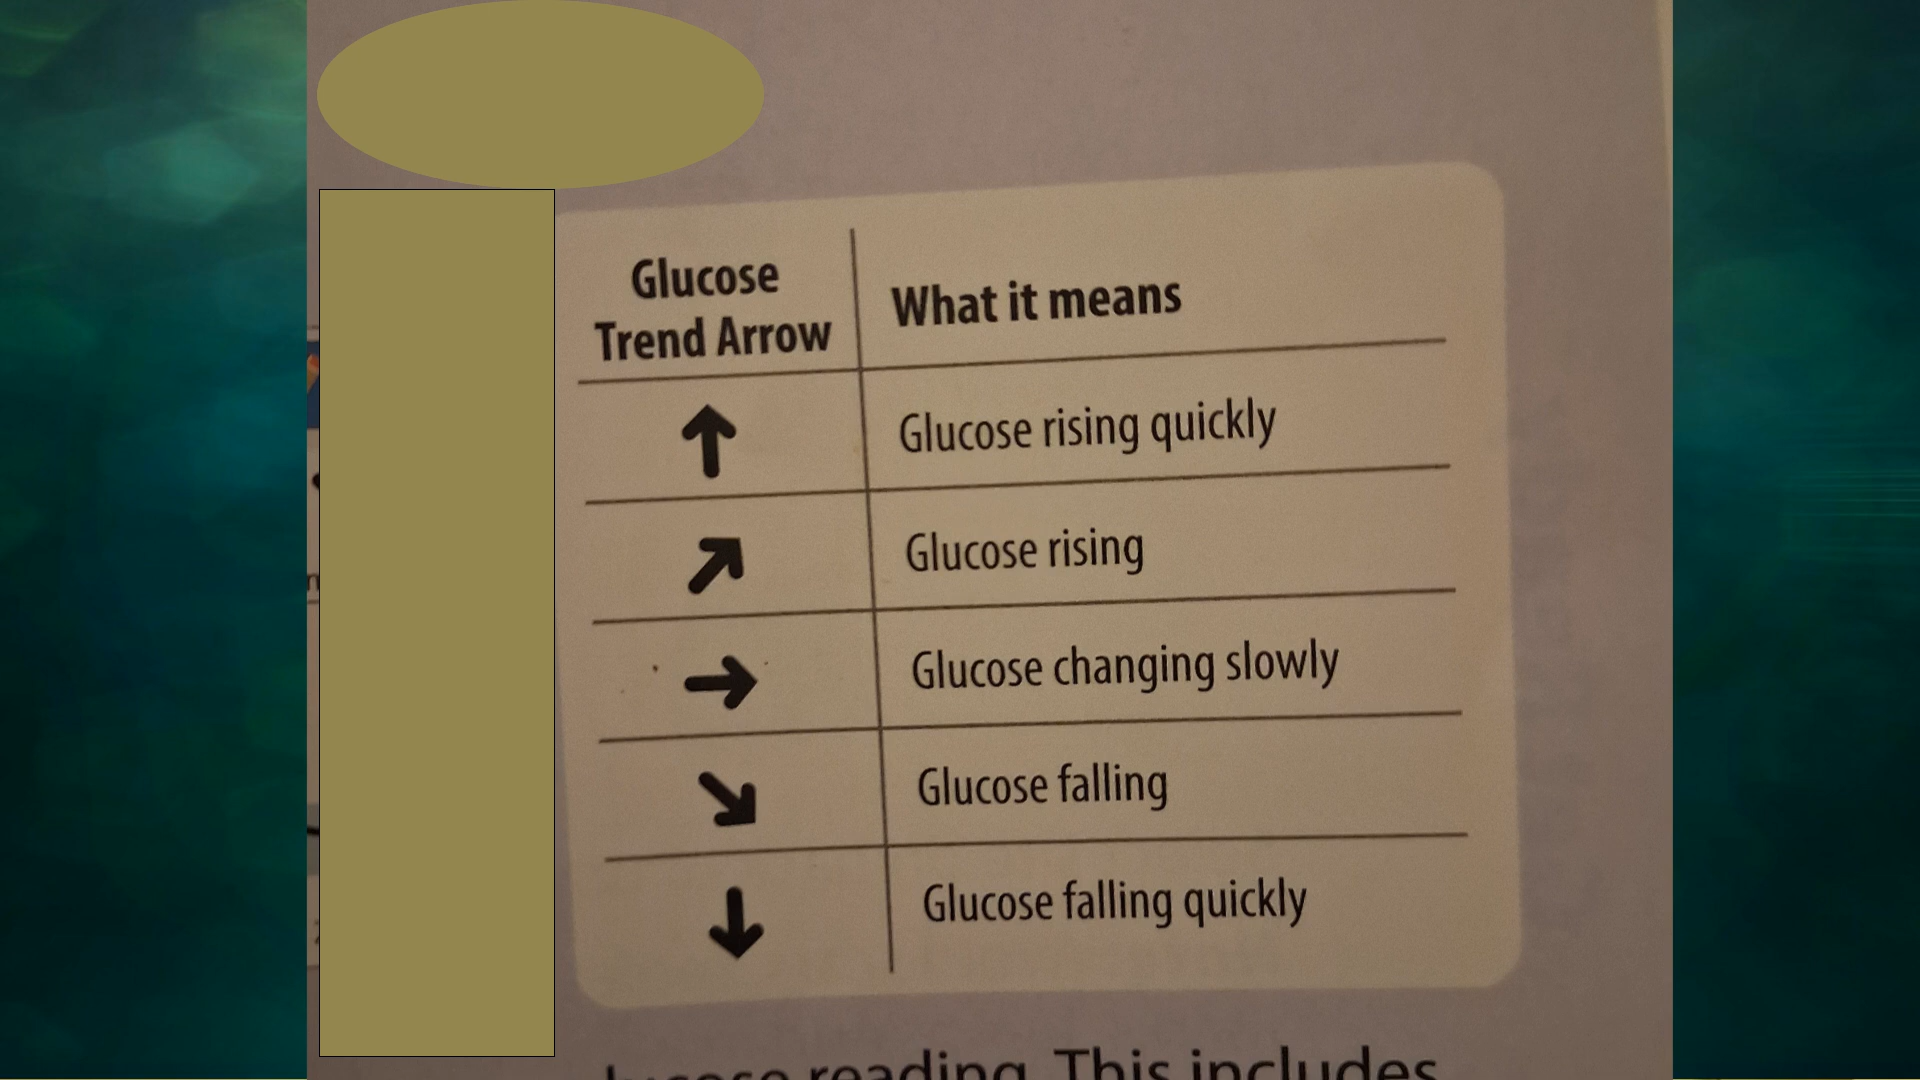 Glucose
Trend Arrow
What it means
↑ Glucose rising quickly
↗ Glucose rising
→ Glucose changing slowly
↘ Glucose falling
↓ Glucose falling quickly
reading. This includes